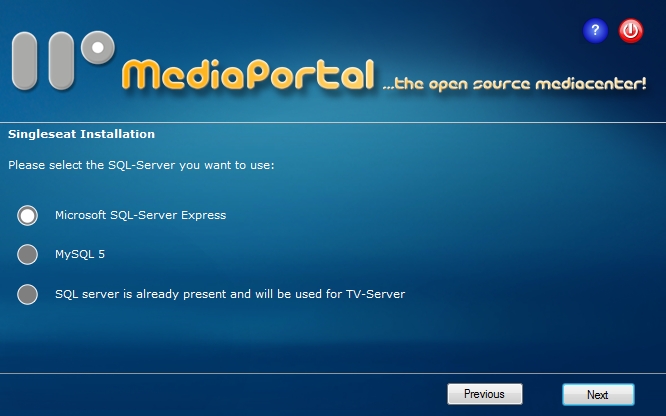 MediaPortal ...the open source mediacenter!
?
Singleseat Installation
Please select the SQL-Server you want to use:
Microsoft SQL-Server Express
MySQL 5
SQL server is already present and will be used for TV-Server
Previous Next